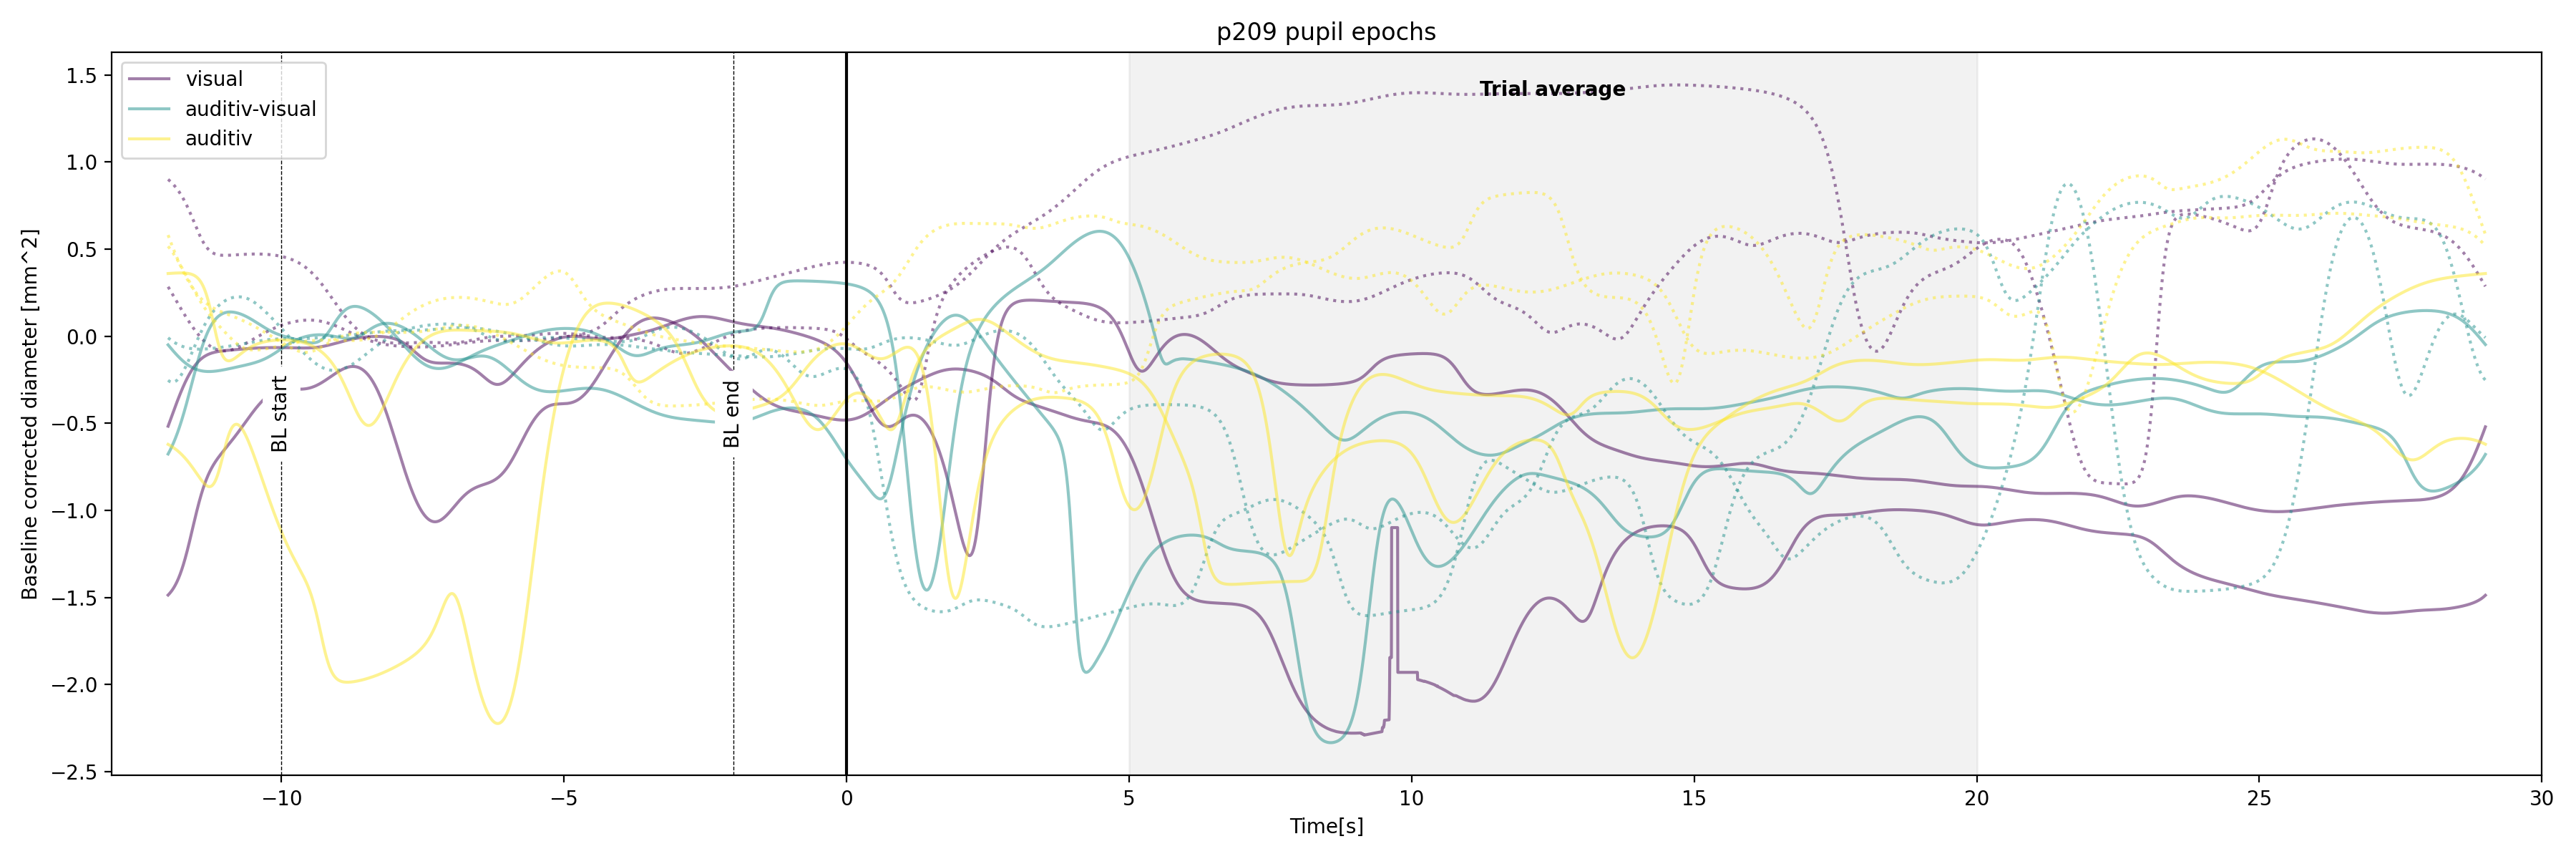 p209 pupil epochs
visual
auditiv-visual
auditiv
Trial average
BL start
BL end
Baseline corrected diameter [mm^2]
1.5
1.0
0.5
0.0
−0.5
−1.0
−1.5
−2.0
−2.5
−10
−5
0
5
10
15
20
25
30
Time[s]